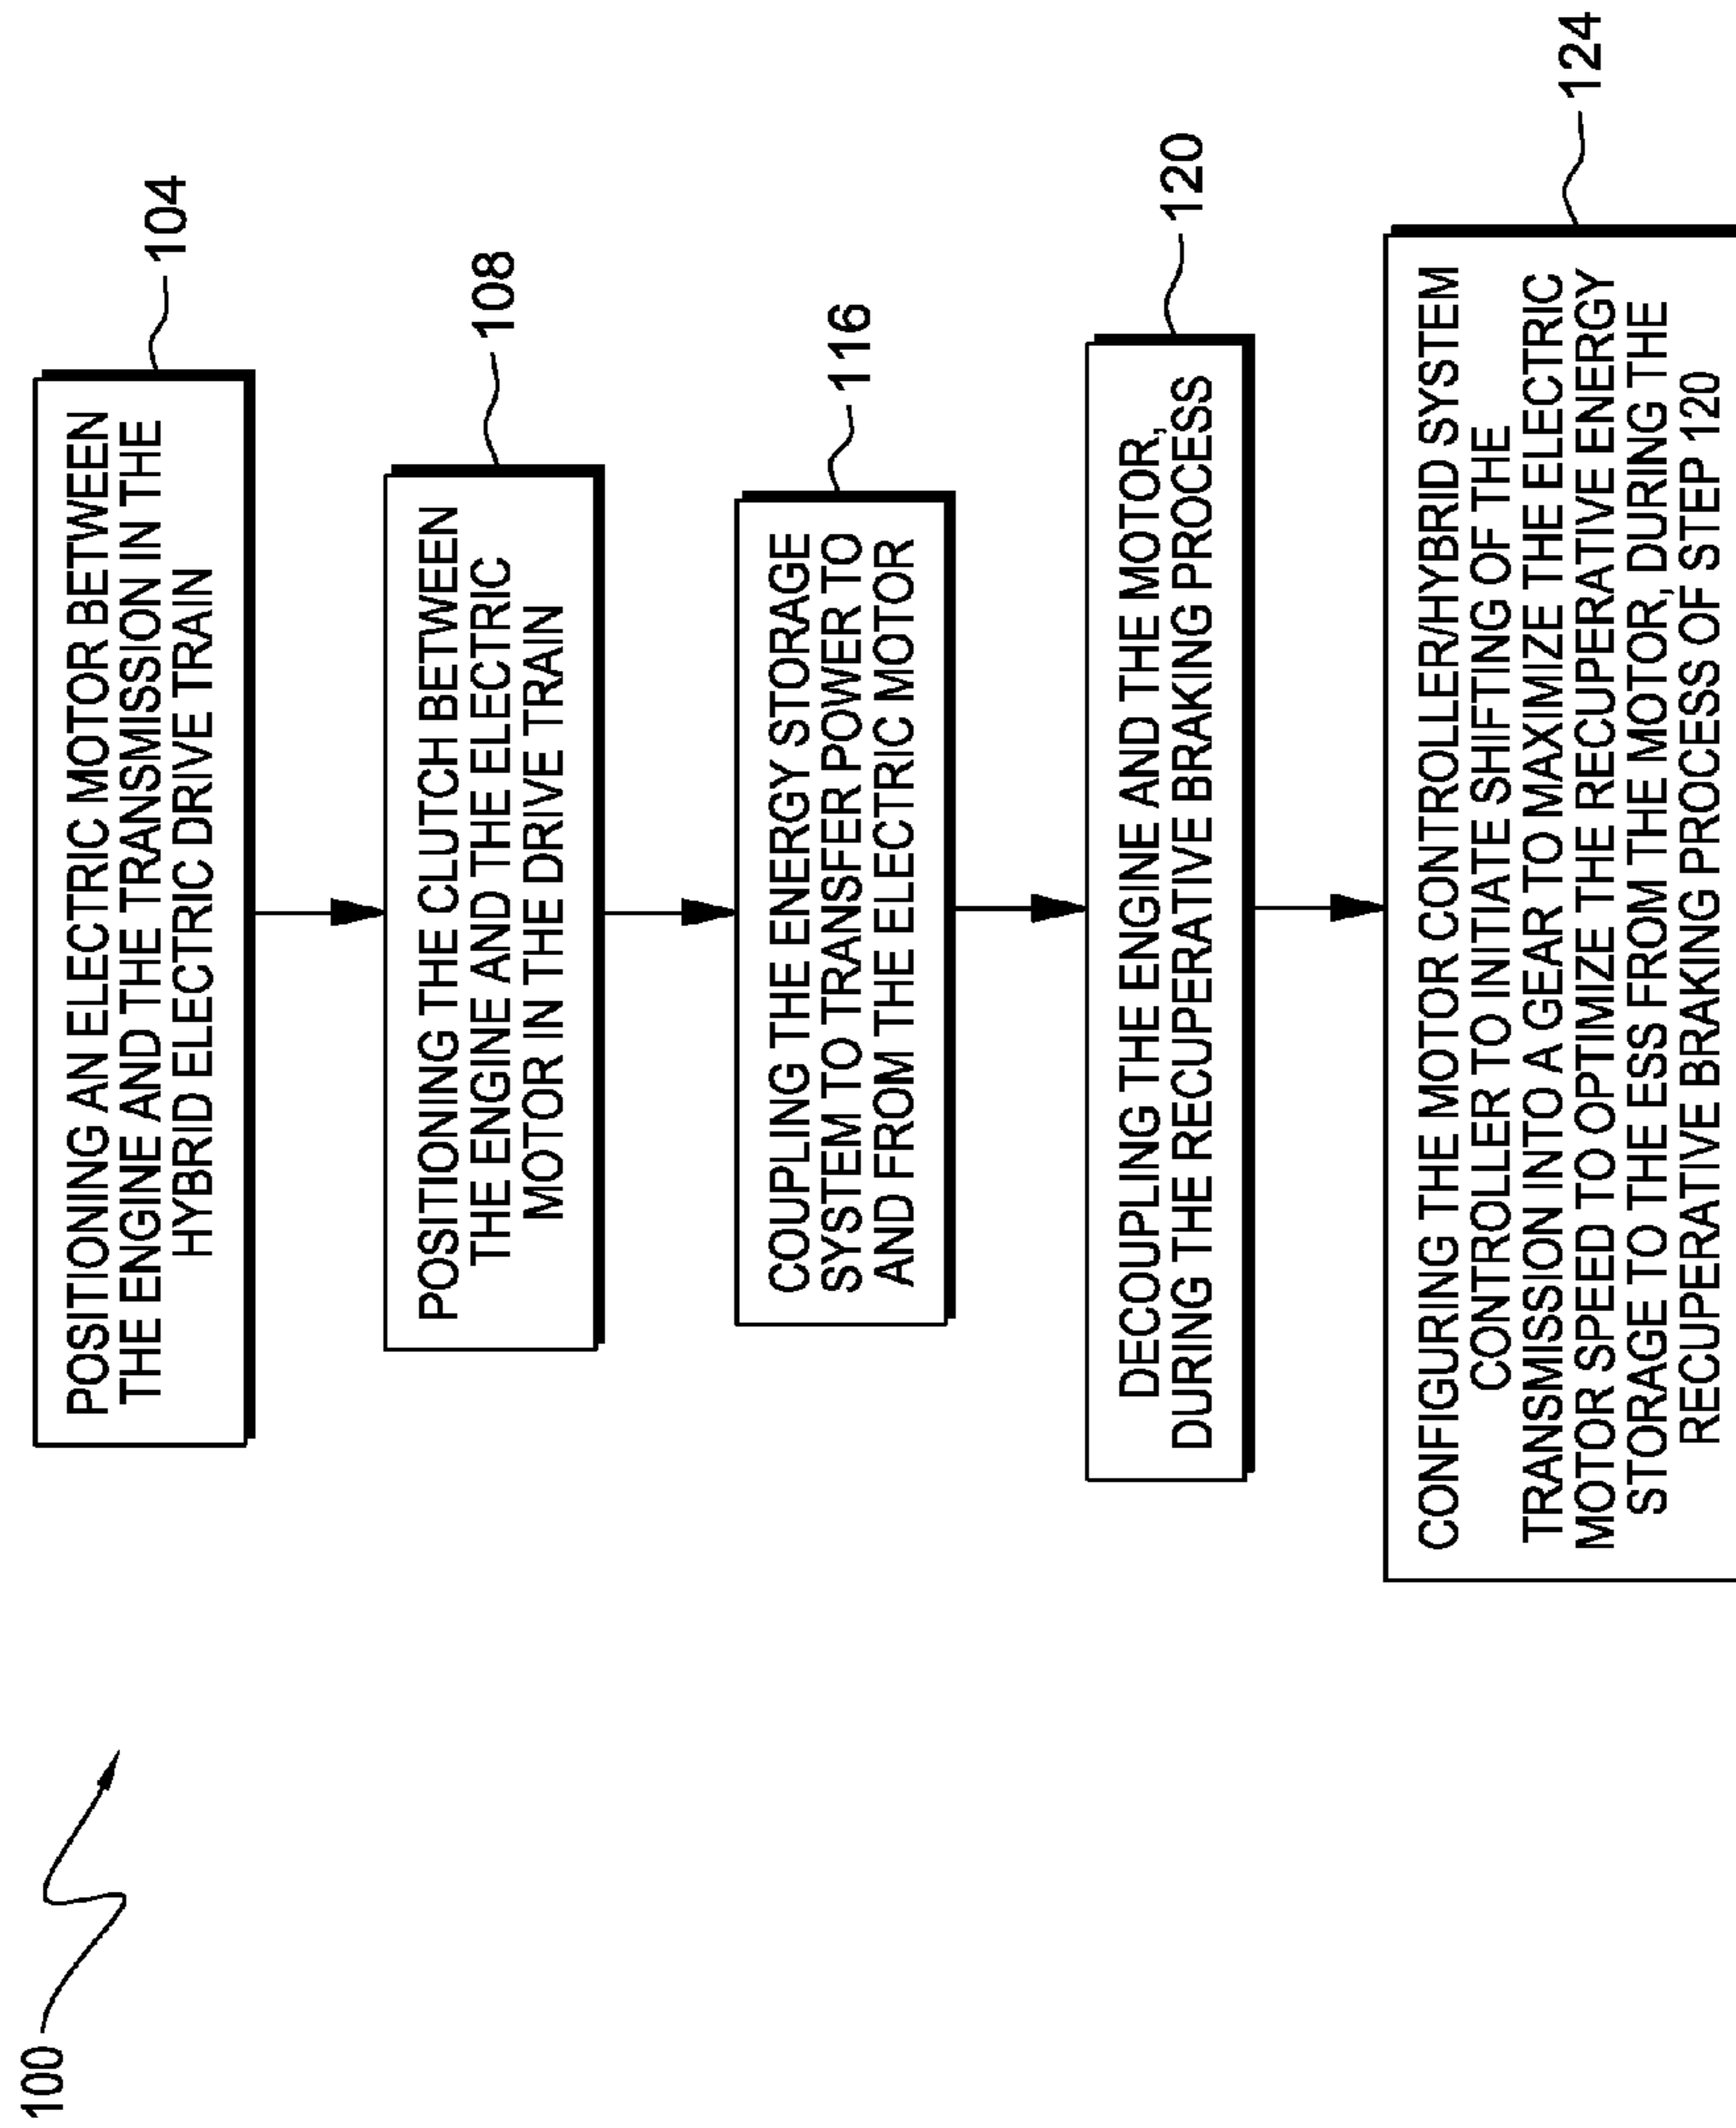 100
POSITIONING AN ELECTRIC MOTOR BETWEEN
THE ENGINE AND THE TRANSMISSION IN THE
HYBRID ELECTRIC DRIVE TRAIN
104
POSITIONING THE CLUTCH BETWEEN
THE ENGINE AND THE ELECTRIC
MOTOR IN THE DRIVE TRAIN
108
COUPLING THE ENERGY STORAGE
SYSTEM TO TRANSFER POWER TO
AND FROM THE ELECTRIC MOTOR
116
DECOUPLING THE ENGINE AND THE MOTOR,
DURING THE RECUPERATIVE BRAKING PROCESS
120
CONFIGURING THE MOTOR CONTROLLER/HYBRID SYSTEM
CONTROLLER TO INITIATE SHIFTING OF THE
TRANSMISSION INTO A GEAR TO MAXIMIZE THE ELECTRIC
MOTOR SPEED TO OPTIMIZE THE RECUPERATIVE ENERGY
STORAGE TO THE ESS FROM THE MOTOR, DURING THE
RECUPERATIVE BRAKING PROCESS OF STEP 120
124